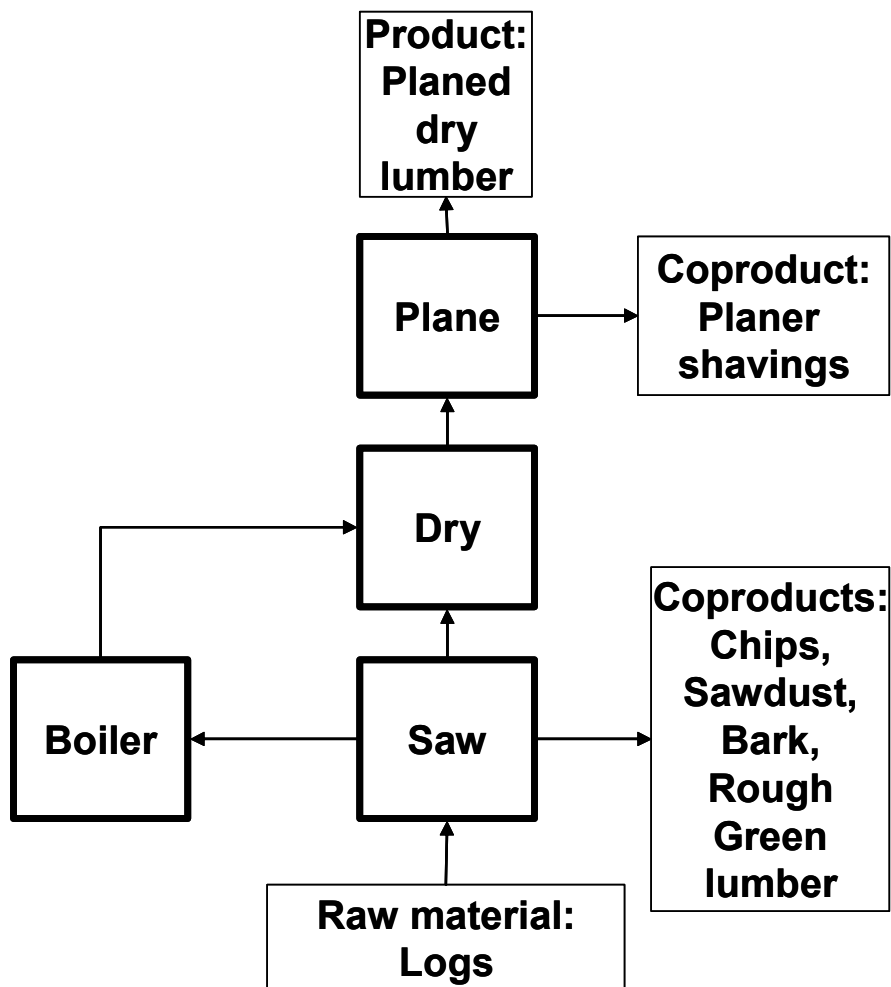 Product:
Planed
dry
lumber
Plane
Coproduct:
Planer
shavings
Dry
Boiler
Saw
Coproducts:
Chips,
Sawdust,
Bark,
Rough
Green
lumber
Raw material:
Logs